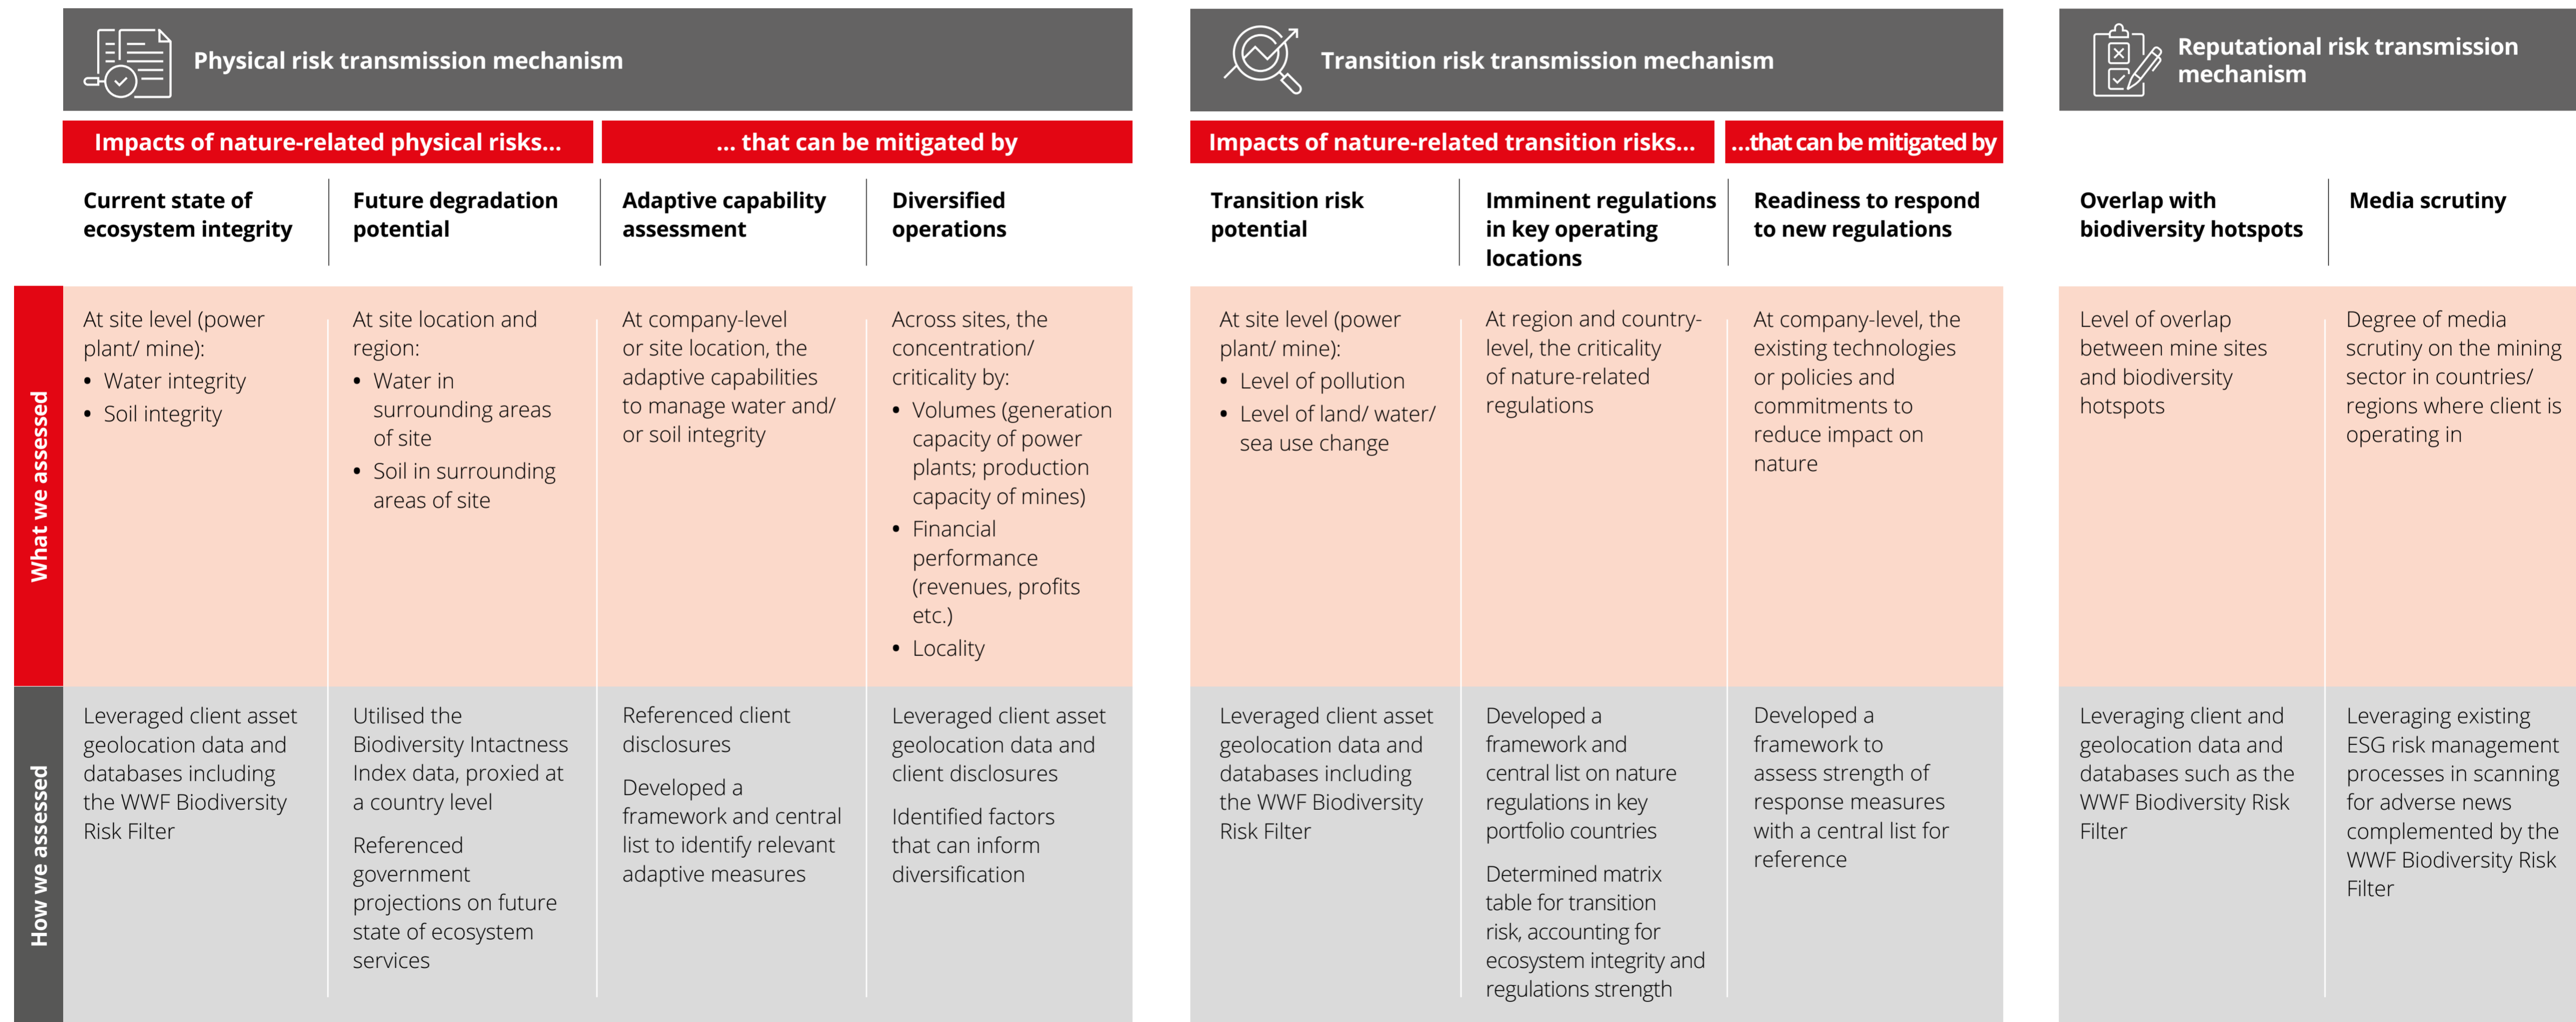 Physical risk transmission mechanism
Impacts of nature-related physical risks...
... that can be mitigated by
Current state of
ecosystem integrity
Future degradation
potential
Adaptive capability
assessment
Diversified
operations
What we assessed
At site level (power
plant/ mine):
• Water integrity
• Soil integrity
At site location and
region:
• Water in
surrounding areas
of site
• Soil in surrounding
areas of site
At company-level
or site location, the
adaptive capabilities
to manage water and/
or soil integrity
Across sites, the
concentration/
criticality by:
• Volumes (generation
capacity of power
plants; production
capacity of mines)
• Financial
performance
(revenues, profits
etc.)
• Locality
How we assessed
Leveraged client asset
geolocation data and
databases including
the WWF Biodiversity
Risk Filter
Utilised the
Biodiversity Intactness
Index data, proxied at
a country level
Referenced
government
projections on future
state of ecosystem
services
Referenced client
disclosures
Developed a
framework and central
list to identify relevant
adaptive measures
Leveraged client asset
geolocation data and
client disclosures
Identified factors
that can inform
diversification
Transition risk transmission mechanism
Impacts of nature-related transition risks...
...that can be mitigated by
Transition risk
potential
Imminent regulations
in key operating
locations
Readiness to respond
to new regulations
At site level (power
plant/ mine):
• Level of pollution
• Level of land/ water/
sea use change
At region and country-
level, the criticality
of nature-related
regulations
At company-level, the
existing technologies
or policies and
commitments to
reduce impact on
nature
Leveraged client asset
geolocation data and
databases including
the WWF Biodiversity
Risk Filter
Developed a
framework and
central list on nature
regulations in key
portfolio countries
Determined matrix
table for transition
risk, accounting for
ecosystem integrity and
regulations strength
Developed a
framework to
assess strength of
response measures
with a central list for
reference
Reputational risk transmission
mechanism
Overlap with
biodiversity hotspots
Media scrutiny
Level of overlap
between mine sites
and biodiversity
hotspots
Degree of media
scrutiny on the mining
sector in countries/
regions where client is
operating in
Leveraging client and
geolocation data and
databases such as the
WWF Biodiversity Risk
Filter
Leveraging existing
ESG risk management
processes in scanning
for adverse news
complemented by the
WWF Biodiversity Risk
Filter